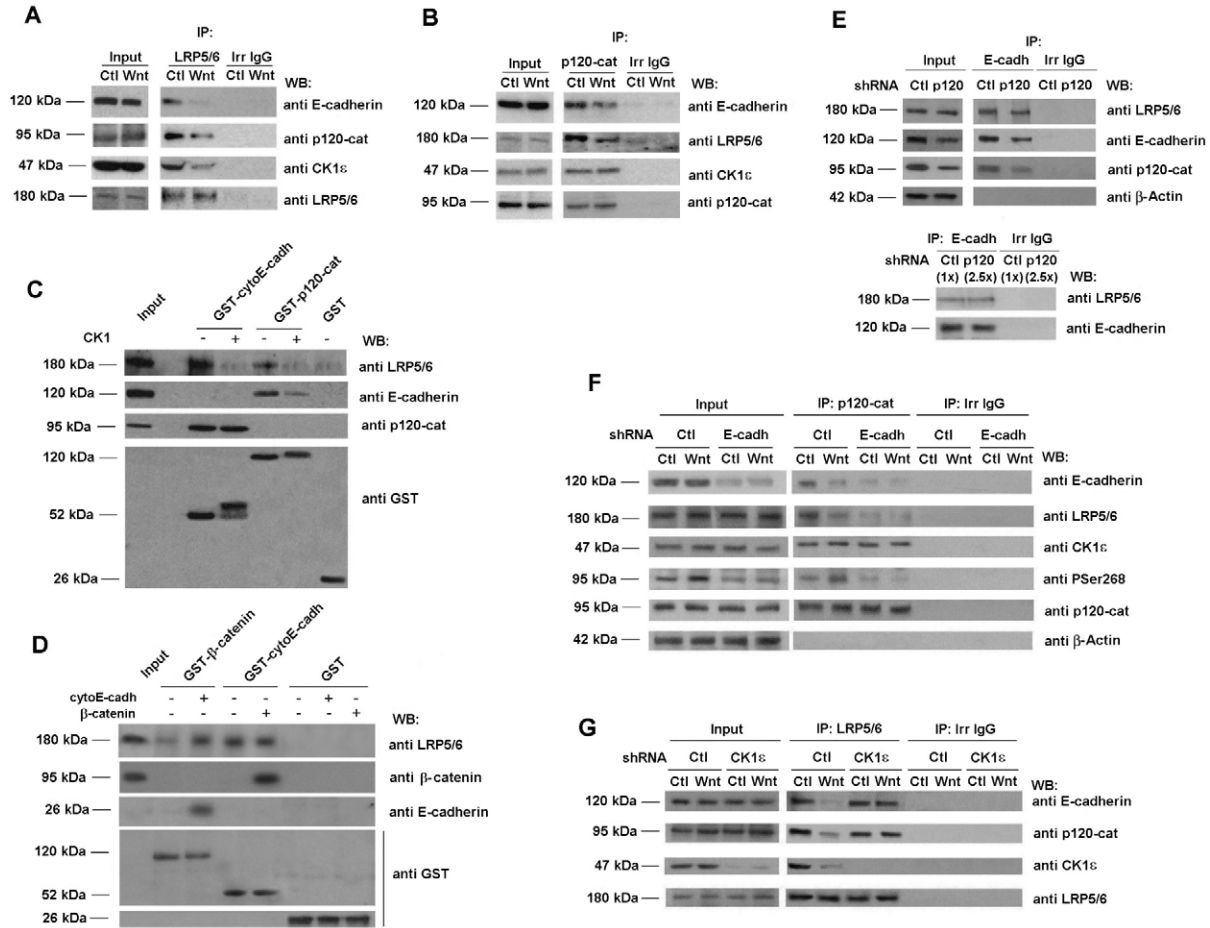 A
IP:
Input LRP5/6 Irr IgG
Ctl Wnt Ctl Wnt Ctl Wnt WB:
120 kDa anti E-cadherin
95 kDa anti p120-cat
47 kDa anti CK1ε
180 kDa anti LRP5/6
B
IP:
Input p120-cat Irr IgG
Ctl Wnt Ctl Wnt Ctl Wnt WB:
120 kDa anti E-cadherin
180 kDa anti LRP5/6
47 kDa anti CK1ε
95 kDa anti p120-cat
E
IP:
Input E-cadh Irr IgG
shRNA Ctl p120 Ctl p120 Ctl p120 WB:
180 kDa anti LRP5/6
120 kDa anti E-cadherin
95 kDa anti p120-cat
42 kDa anti β-Actin
IP: E-cadh Irr IgG
shRNA Ctl p120 Ctl p120
(1x) (2.5x) (1x) (2.5x) WB:
180 kDa anti LRP5/6
120 kDa anti E-cadherin
C
Input GST-cytoE-cadh GST-p120-cat GST
CK1 - + - + - WB:
180 kDa anti LRP5/6
120 kDa anti E-cadherin
95 kDa anti p120-cat
120 kDa
anti GST
52 kDa
26 kDa
F
Input IP: p120-cat IP: Irr IgG
shRNA Ctl E-cadh Ctl E-cadh Ctl E-cadh
Ctl Wnt Ctl Wnt Ctl Wnt Ctl Wnt Ctl Wnt Ctl Wnt WB:
120 kDa anti E-cadherin
180 kDa anti LRP5/6
47 kDa anti CK1ε
95 kDa anti PSer268
95 kDa anti p120-cat
42 kDa anti β-Actin
D
Input GST-β-catenin GST-cytoE-cadh GST
cytoE-cadh - + - - - + -
β-catenin - - - + - - + WB:
180 kDa anti LRP5/6
95 kDa anti β-catenin
26 kDa anti E-cadherin
120 kDa
anti GST
52 kDa
26 kDa
G
Input IP: LRP5/6 IP: Irr IgG
shRNA Ctl CK1ε Ctl CK1ε Ctl CK1ε
Ctl Wnt Ctl Wnt Ctl Wnt Ctl Wnt Ctl Wnt Ctl Wnt WB:
120 kDa anti E-cadherin
95 kDa anti p120-cat
47 kDa anti CK1ε
180 kDa anti LRP5/6